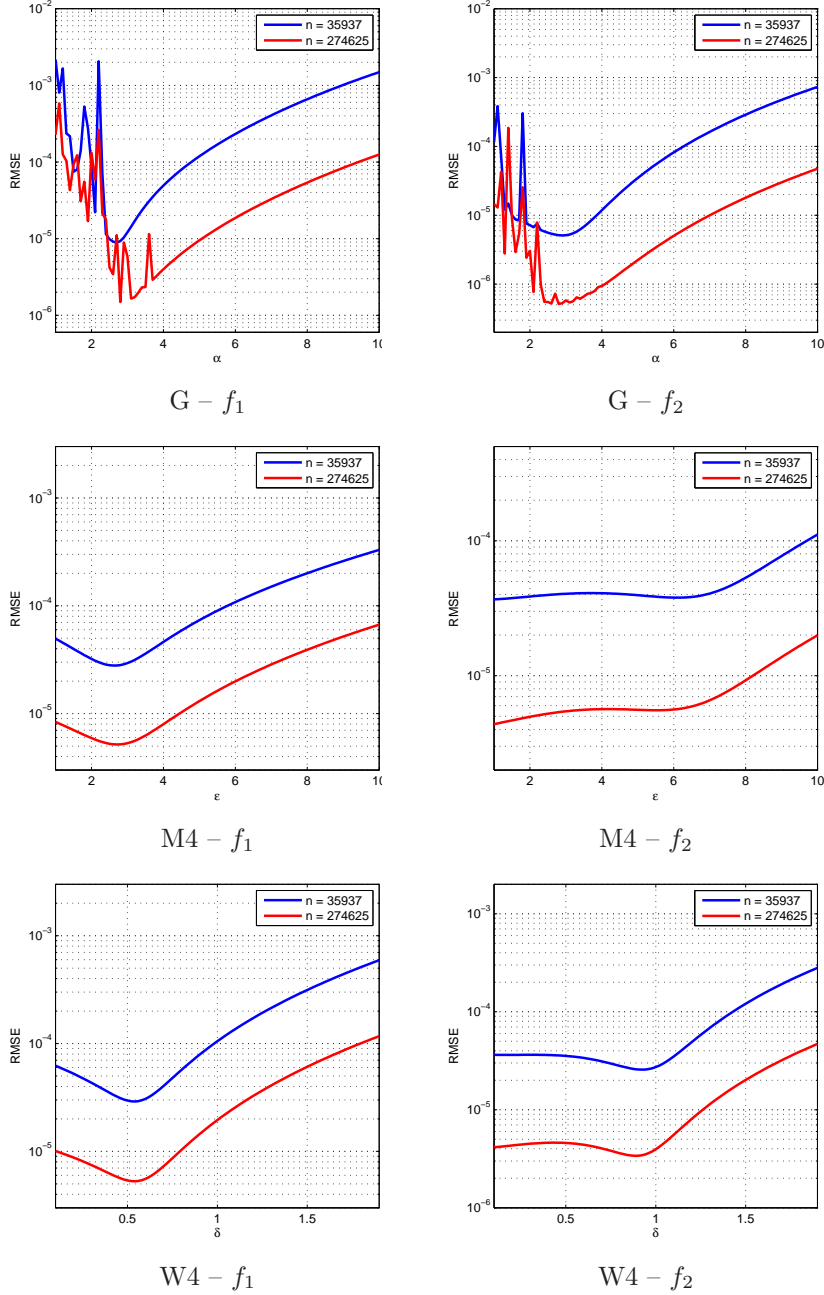 10⁻²
10⁻³
10⁻⁴
10⁻⁵
10⁻⁶
RMSE
n = 35937
n = 274625
2 4 6 8 10
α
G – f₁
10⁻²
10⁻³
10⁻⁴
10⁻⁵
10⁻⁶
RMSE
n = 35937
n = 274625
2 4 6 8 10
α
G – f₂
10⁻³
10⁻⁴
10⁻⁵
RMSE
n = 35937
n = 274625
2 4 6 8 10
ε
M4 – f₁
10⁻⁴
10⁻⁵
RMSE
n = 35937
n = 274625
2 4 6 8 10
ε
M4 – f₂
10⁻³
10⁻⁴
10⁻⁵
RMSE
n = 35937
n = 274625
0.5 1 1.5
δ
W4 – f₁
10⁻³
10⁻⁴
10⁻⁵
10⁻⁶
RMSE
n = 35937
n = 274625
0.5 1 1.5
δ
W4 – f₂